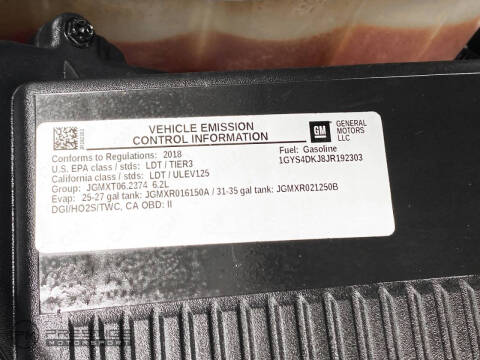 VEHICLE EMISSION
CONTROL INFORMATION
GM
GENERAL
MOTORS
LLC
Conforms to Regulations: 2018
Fuel: Gasoline
U.S. EPA class / stds: LDT / TIER3
1GYS4DKJ8JR192303
California class / stds: LDT / ULEV125
Group: JGMXT06.2374 6.2L
Evap: 25-27 gal tank: JGMXR016150A / 31-35 gal tank: JGMXR021250B
DGI/HO2S/TWC, CA OBD: II
PRESTIGE
MOTORSPORT